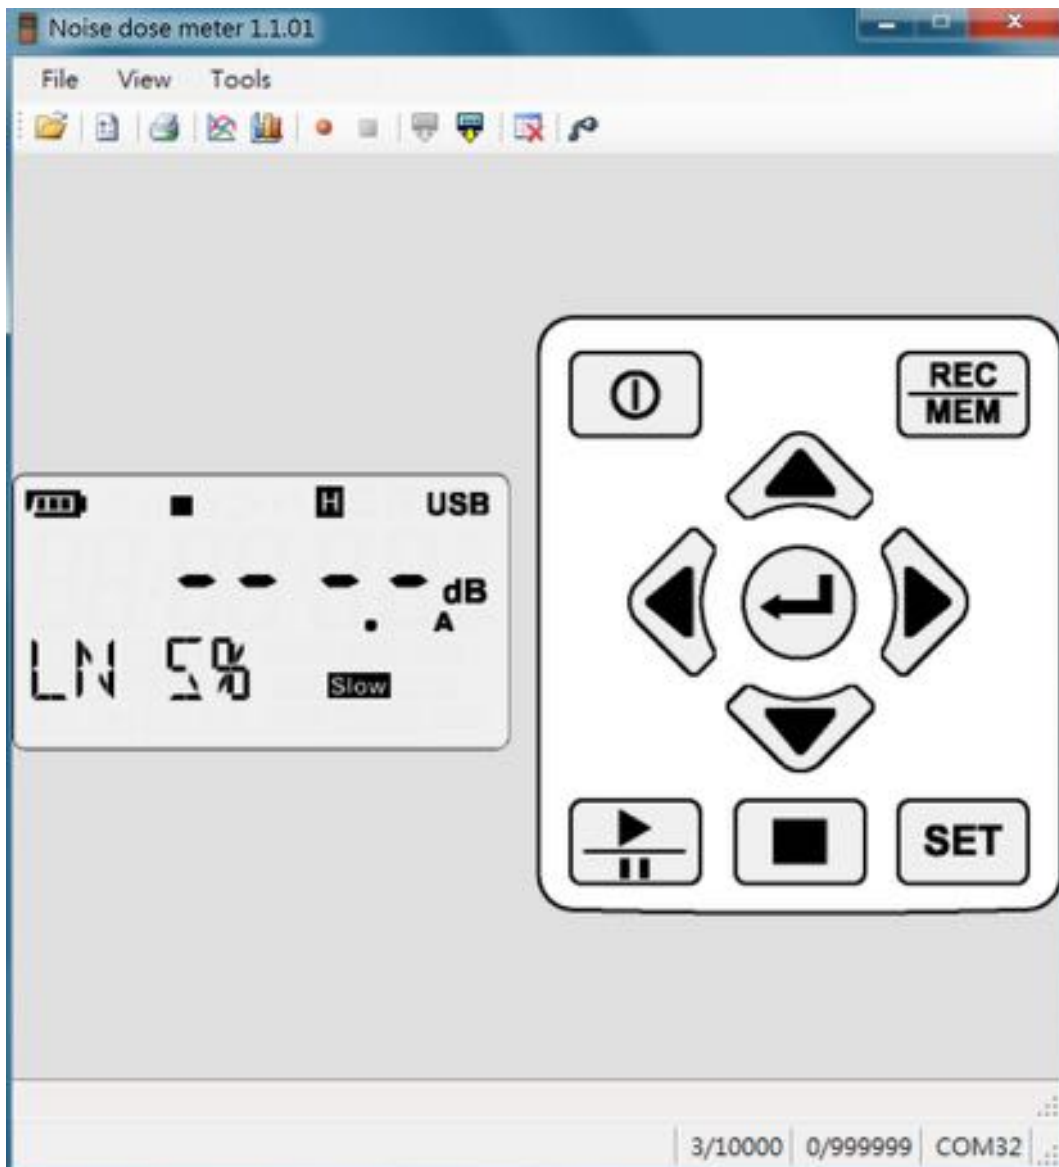 Noise dose meter 1.1.01
File View Tools
REC
MEM
H USB
-- -.- dB
A
LN 5%
Slow
SET
3/10000 0/999999 COM32